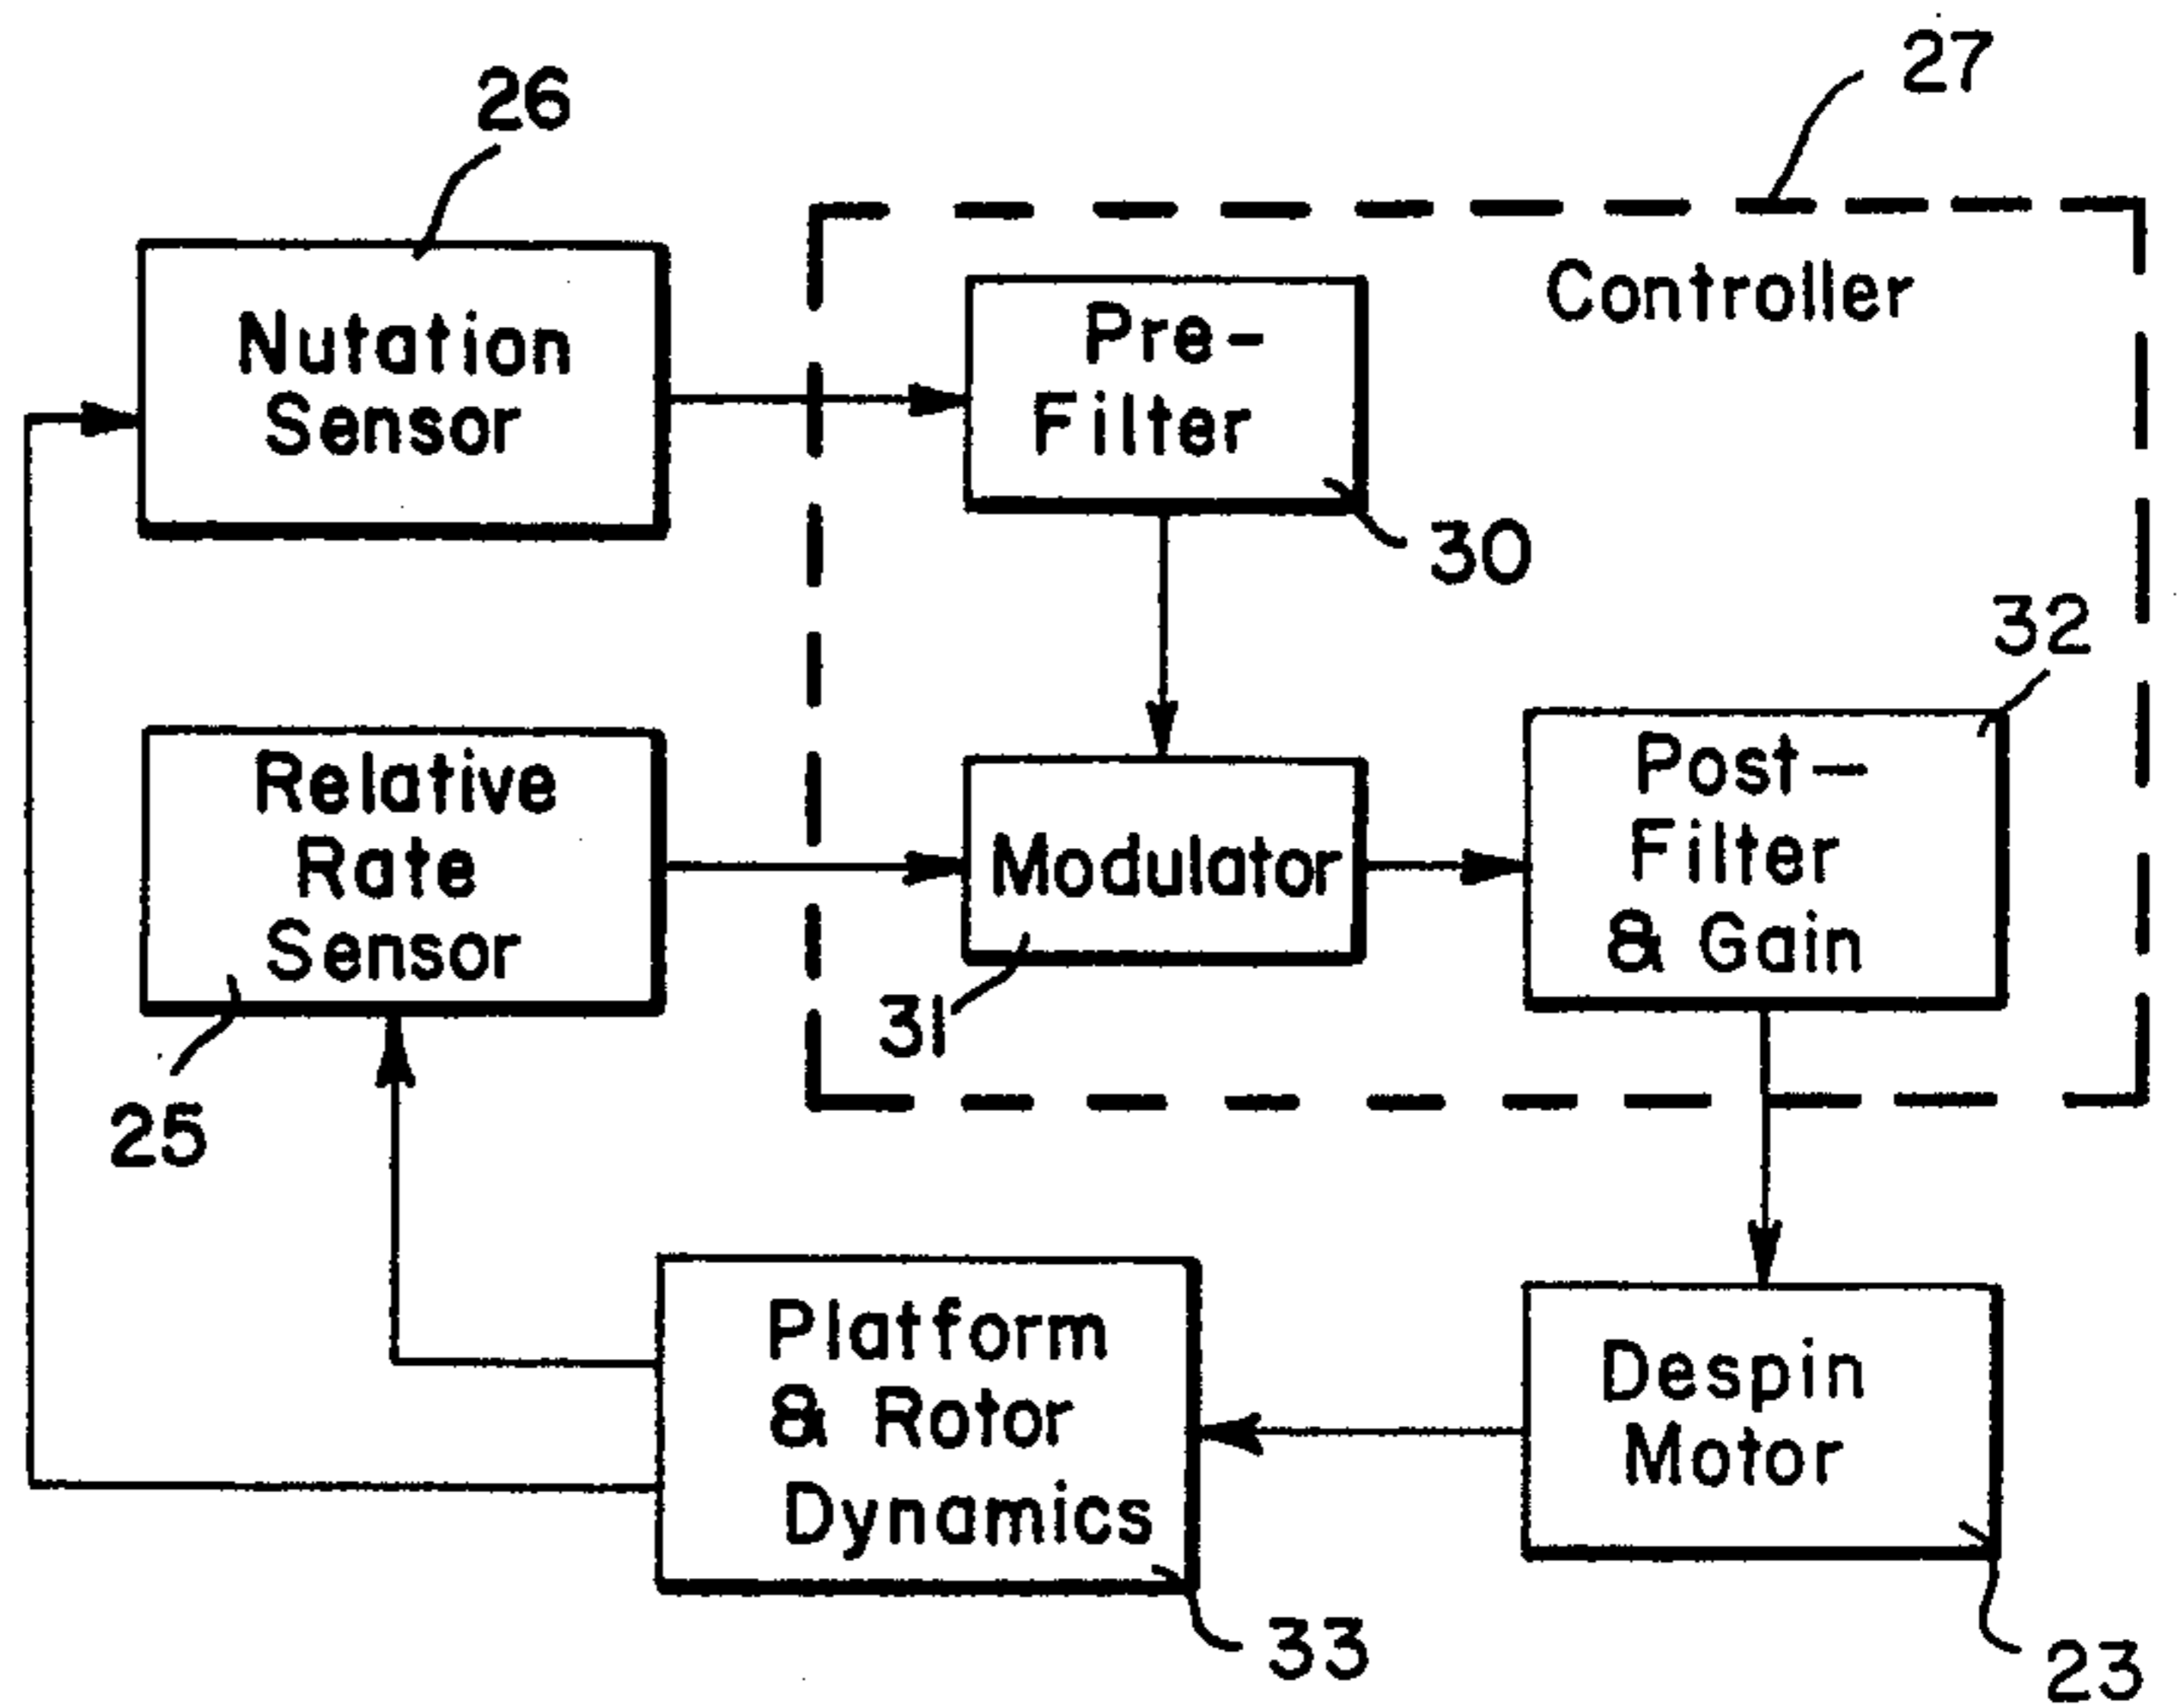 27
26
Controller
Nutation
Sensor
Pre-
Filter
30
32
Relative
Rate
Sensor
Modulator
Post-
Filter
& Gain
31
25
Platform
& Rotor
Dynamics
Despin
Motor
33
23